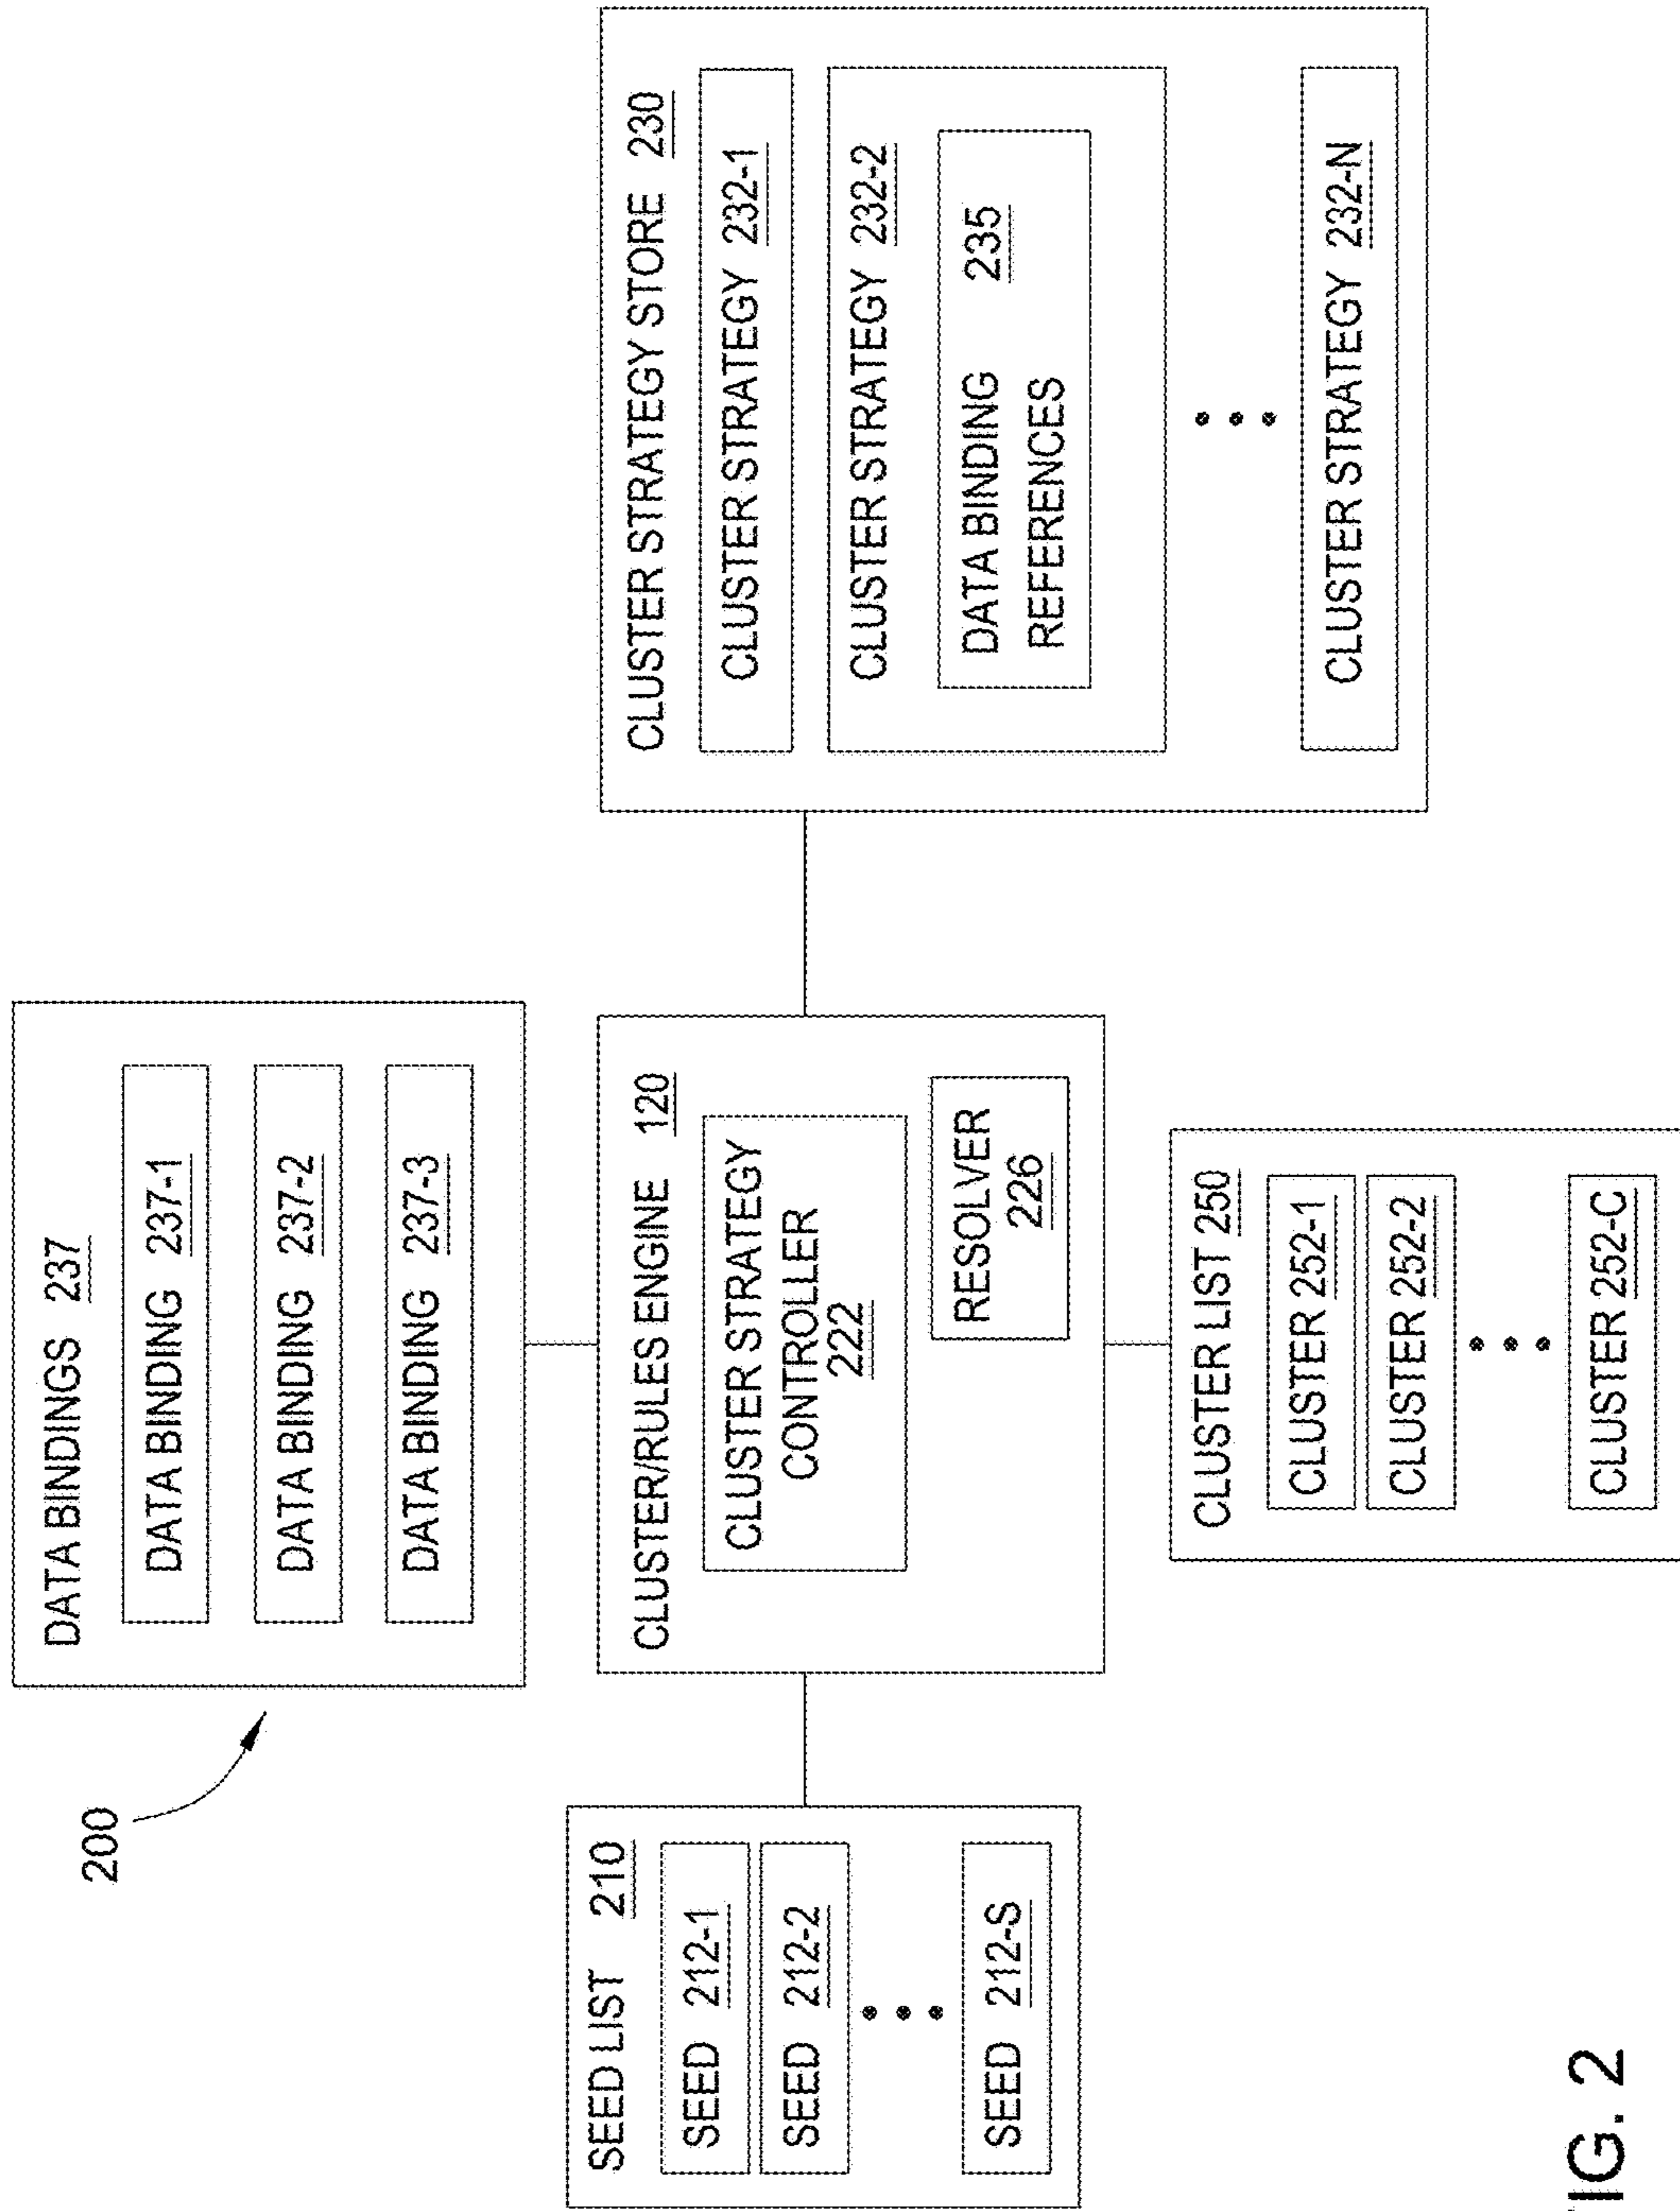 200
DATA BINDINGS 237
DATA BINDING 237-1
DATA BINDING 237-2
DATA BINDING 237-3
SEED LIST 210
SEED 212-1
SEED 212-2
SEED 212-S
CLUSTER/RULES ENGINE 120
CLUSTER STRATEGY
CONTROLLER
222
RESOLVER
226
CLUSTER STRATEGY STORE 230
CLUSTER STRATEGY 232-1
CLUSTER STRATEGY 232-2
DATA BINDING 235
REFERENCES
CLUSTER STRATEGY 232-N
CLUSTER LIST 250
CLUSTER 252-1
CLUSTER 252-2
CLUSTER 252-C
IG. 2